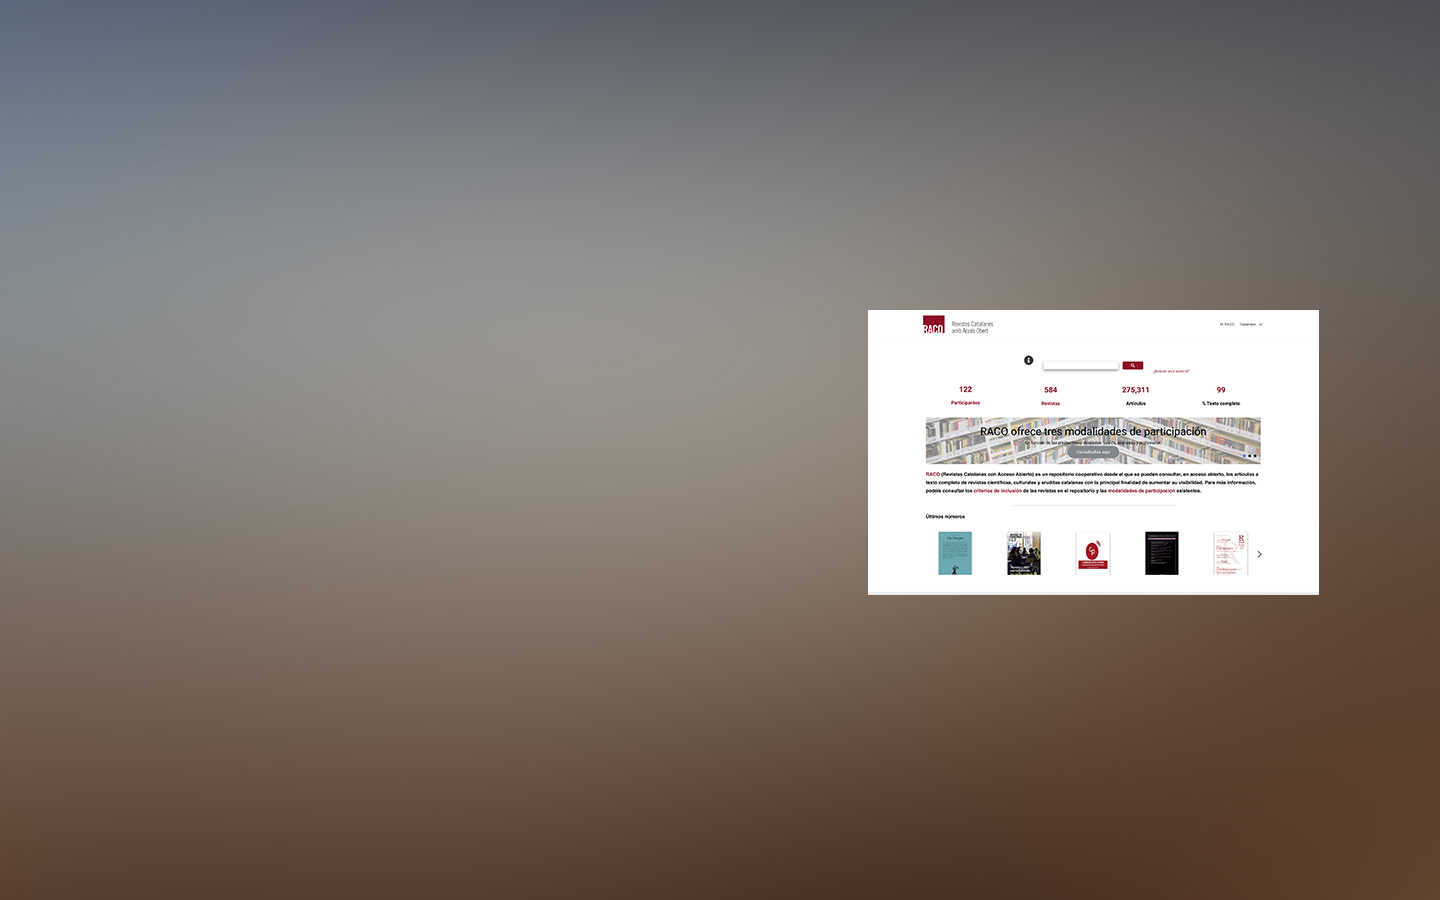 RACO
Revistes Catalanes
amb Accés Obert
Mi RACO Castellano
¿Buscas un/a autor/a?
122
Participantes
584
Revistas
275,311
Artículos
99
% Texto completo
RACO ofrece tres modalidades de participación
Consultadlas aquí
RACO (Revistas Catalanas con Acceso Abierto) es un repositorio cooperativo desde el que se pueden consultar, en acceso abierto, los artículos a
texto completo de revistas científicas, culturales y eruditas catalanas con la principal finalidad de aumentar su visibilidad. Para más información,
podéis consultar los criterios de inclusión de las revistas en el repositorio y las modalidades de participación existentes.
Últimos números
R